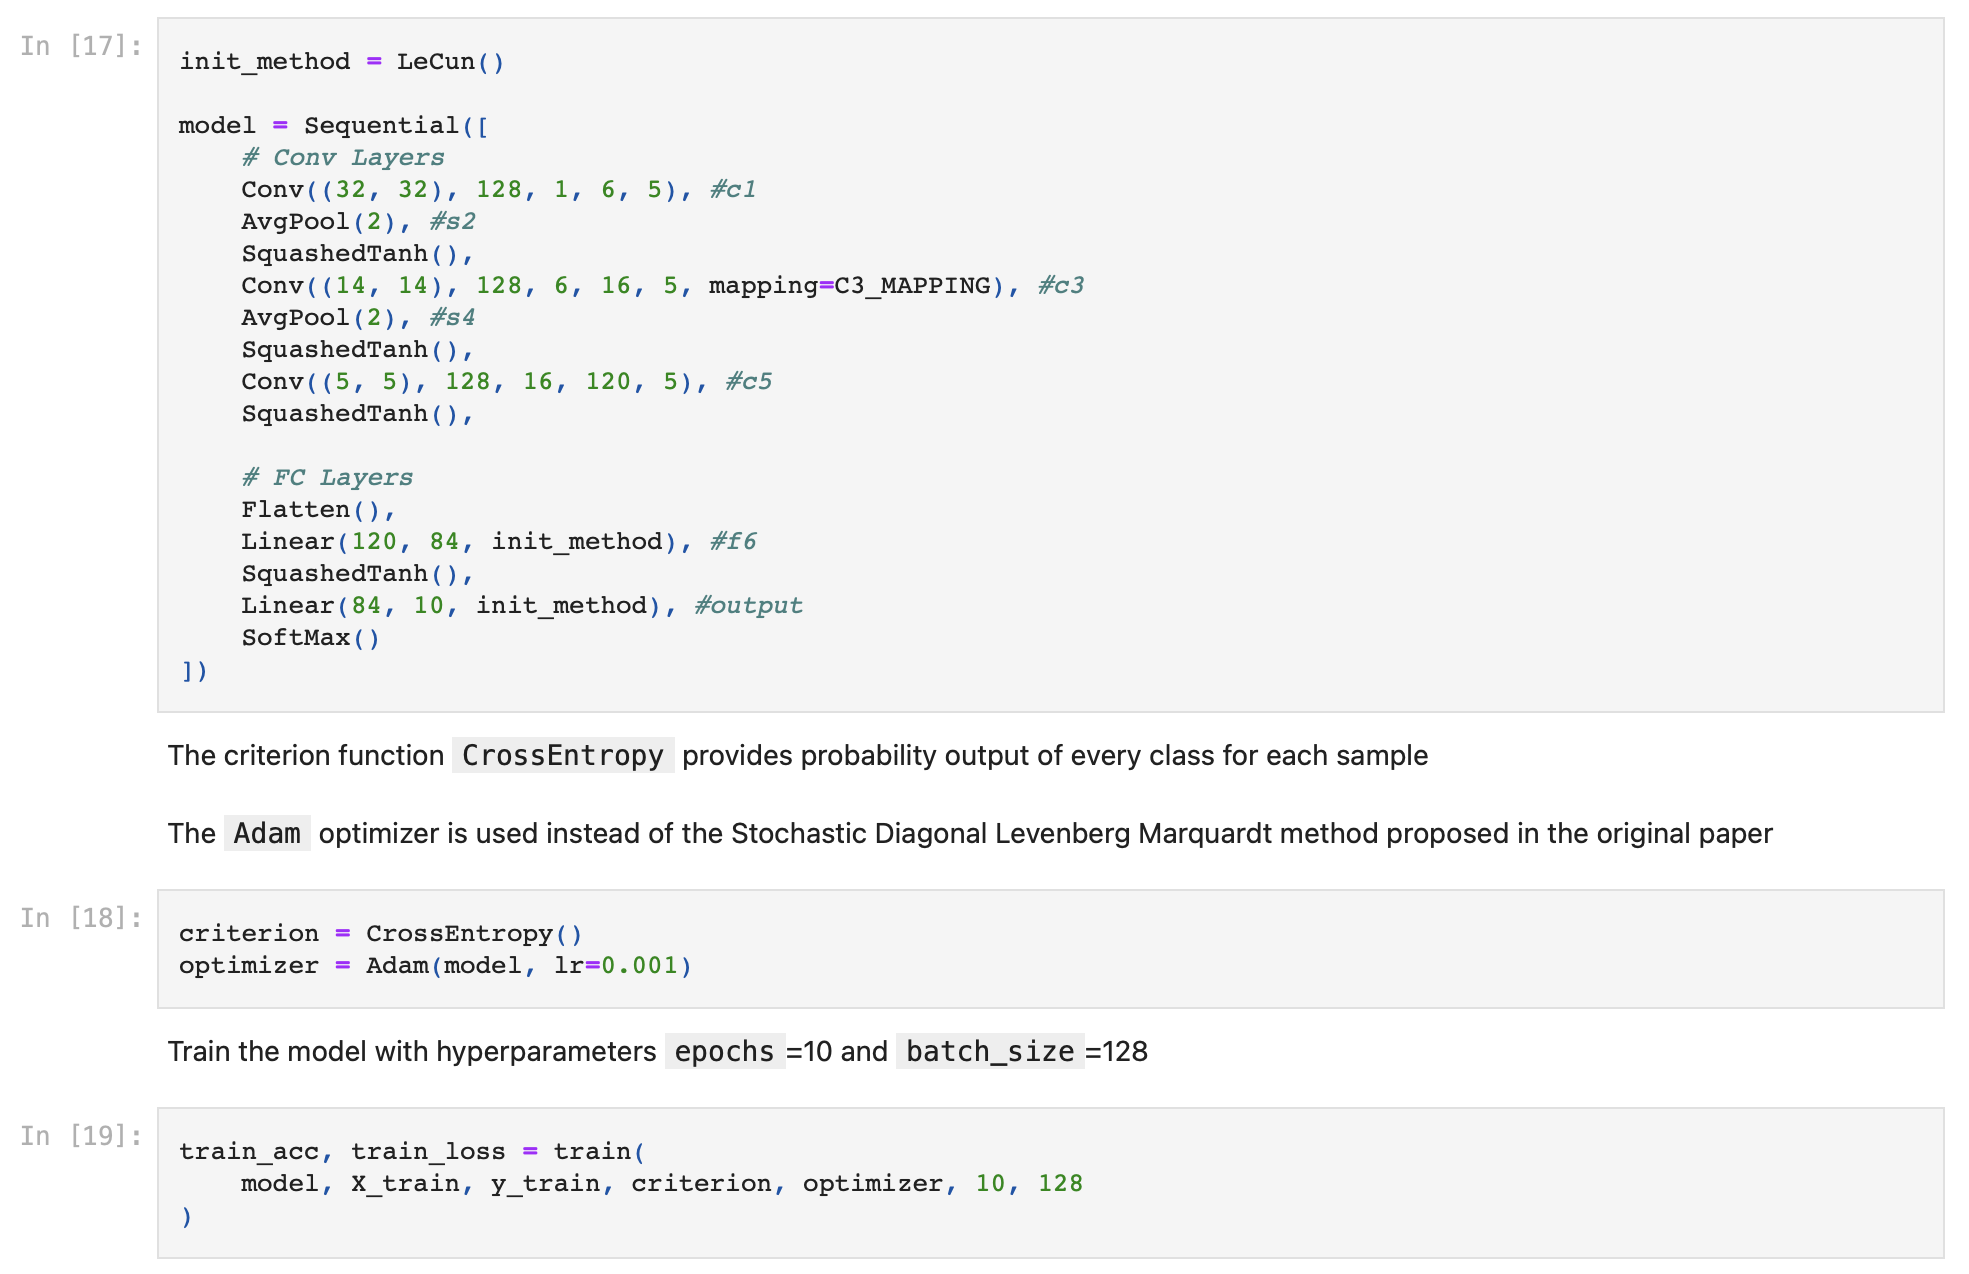 In [17]:
init_method = LeCun()

model = Sequential([
    # Conv Layers
    Conv((32, 32), 128, 1, 6, 5), #c1
    AvgPool(2), #s2
    SquashedTanh(),
    Conv((14, 14), 128, 6, 16, 5, mapping=C3_MAPPING), #c3
    AvgPool(2), #s4
    SquashedTanh(),
    Conv((5, 5), 128, 16, 120, 5), #c5
    SquashedTanh(),

    # FC Layers
    Flatten(),
    Linear(120, 84, init_method), #f6
    SquashedTanh(),
    Linear(84, 10, init_method), #output
    SoftMax()
])
The criterion function CrossEntropy provides probability output of every class for each sample
The Adam optimizer is used instead of the Stochastic Diagonal Levenberg Marquardt method proposed in the original paper
In [18]:
criterion = CrossEntropy()
optimizer = Adam(model, lr=0.001)
Train the model with hyperparameters epochs =10 and batch_size =128
In [19]:
train_acc, train_loss = train(
    model, X_train, y_train, criterion, optimizer, 10, 128
)